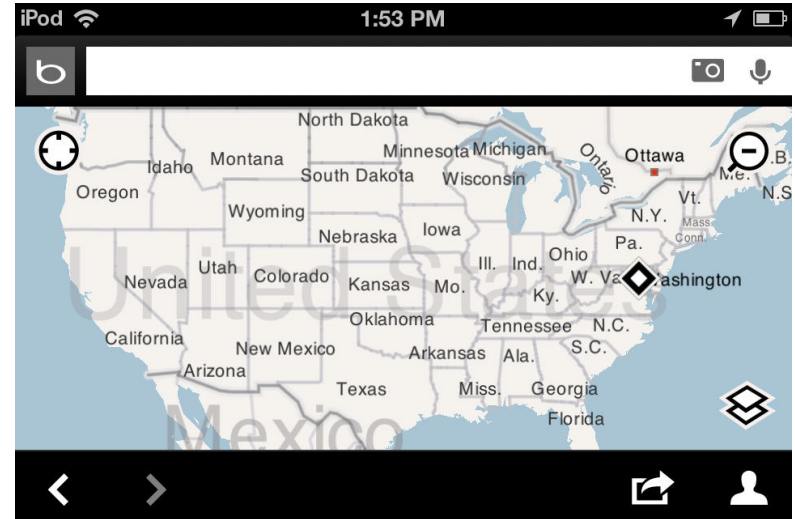 iPod 1:53 PM
b
North Dakota
Minnesota Michigan Ontario Ottawa
Idaho Montana
South Dakota Wisconsin Me. .B.
Oregon Vt. N.S
Wyoming N.Y.
Mass
Nebraska Iowa Pa. Conn.
Ohio
Utah Colorado Ill. Ind.
Nevada Kansas Mo. W. Va ashington
Ky.
United States
Oklahoma
California Tennessee N.C.
New Mexico Arkansas Ala. S.C.
Arizona
Texas Miss. Georgia
Florida
Mexico